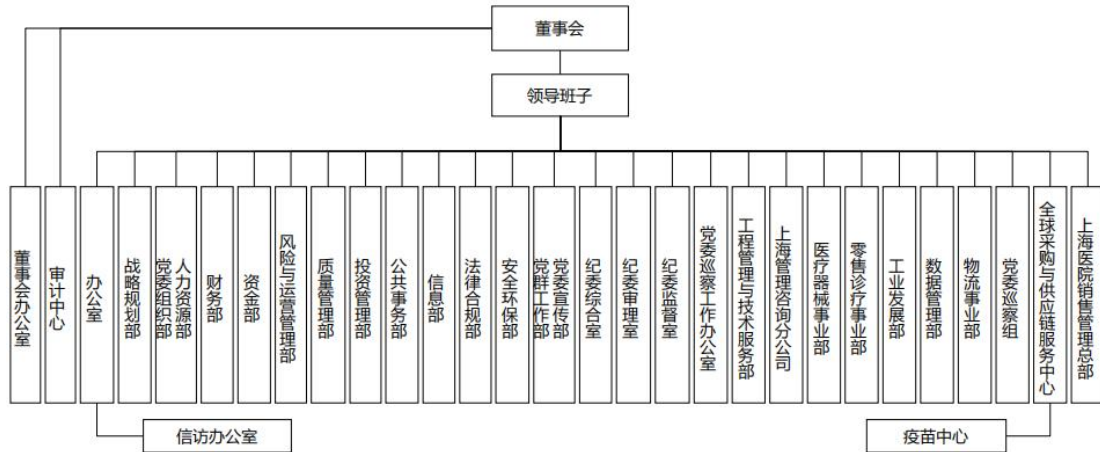 董事会
领导班子
董事会办公室
审计中心
办公室
战略规划部
党委组织部
人力资源部
财务部
资金部
风险与运营管理部
质量管理部
投资管理部
公共事务部
信息部
法律合规部
安全环保部
党群工作部
党委宣传部
纪委综合室
纪委审理室
纪委监督室
党委巡察工作办公室
工程管理与技术服务部
上海管理咨询分公司
医疗器械事业部
零售诊疗事业部
工业发展部
数据管理部
物流事业部
党委巡察组
全球采购与供应链服务中心
上海医院销售管理总部
信访办公室
疫苗中心